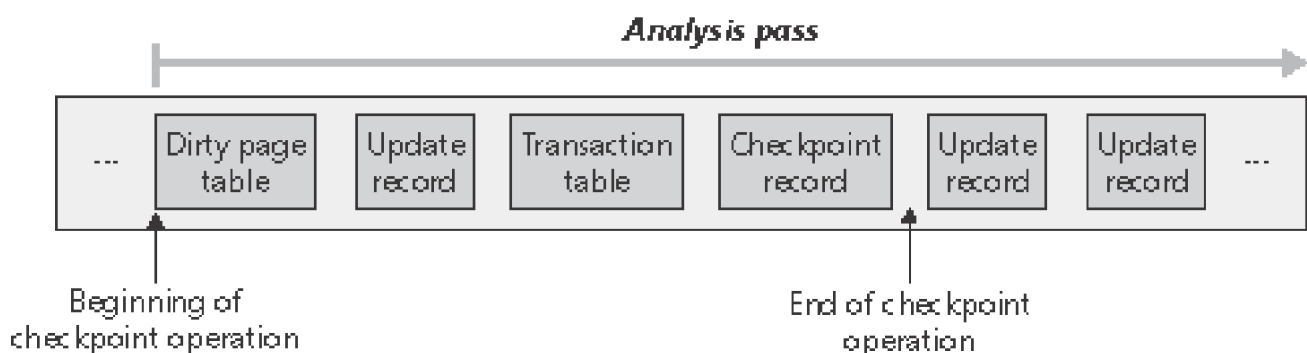 Analysis pass
...
Dirty page
table
Update
record
Transaction
table
Checkpoint
record
Update
record
Update
record
...
Beginning of
checkpoint operation
End of checkpoint
operation